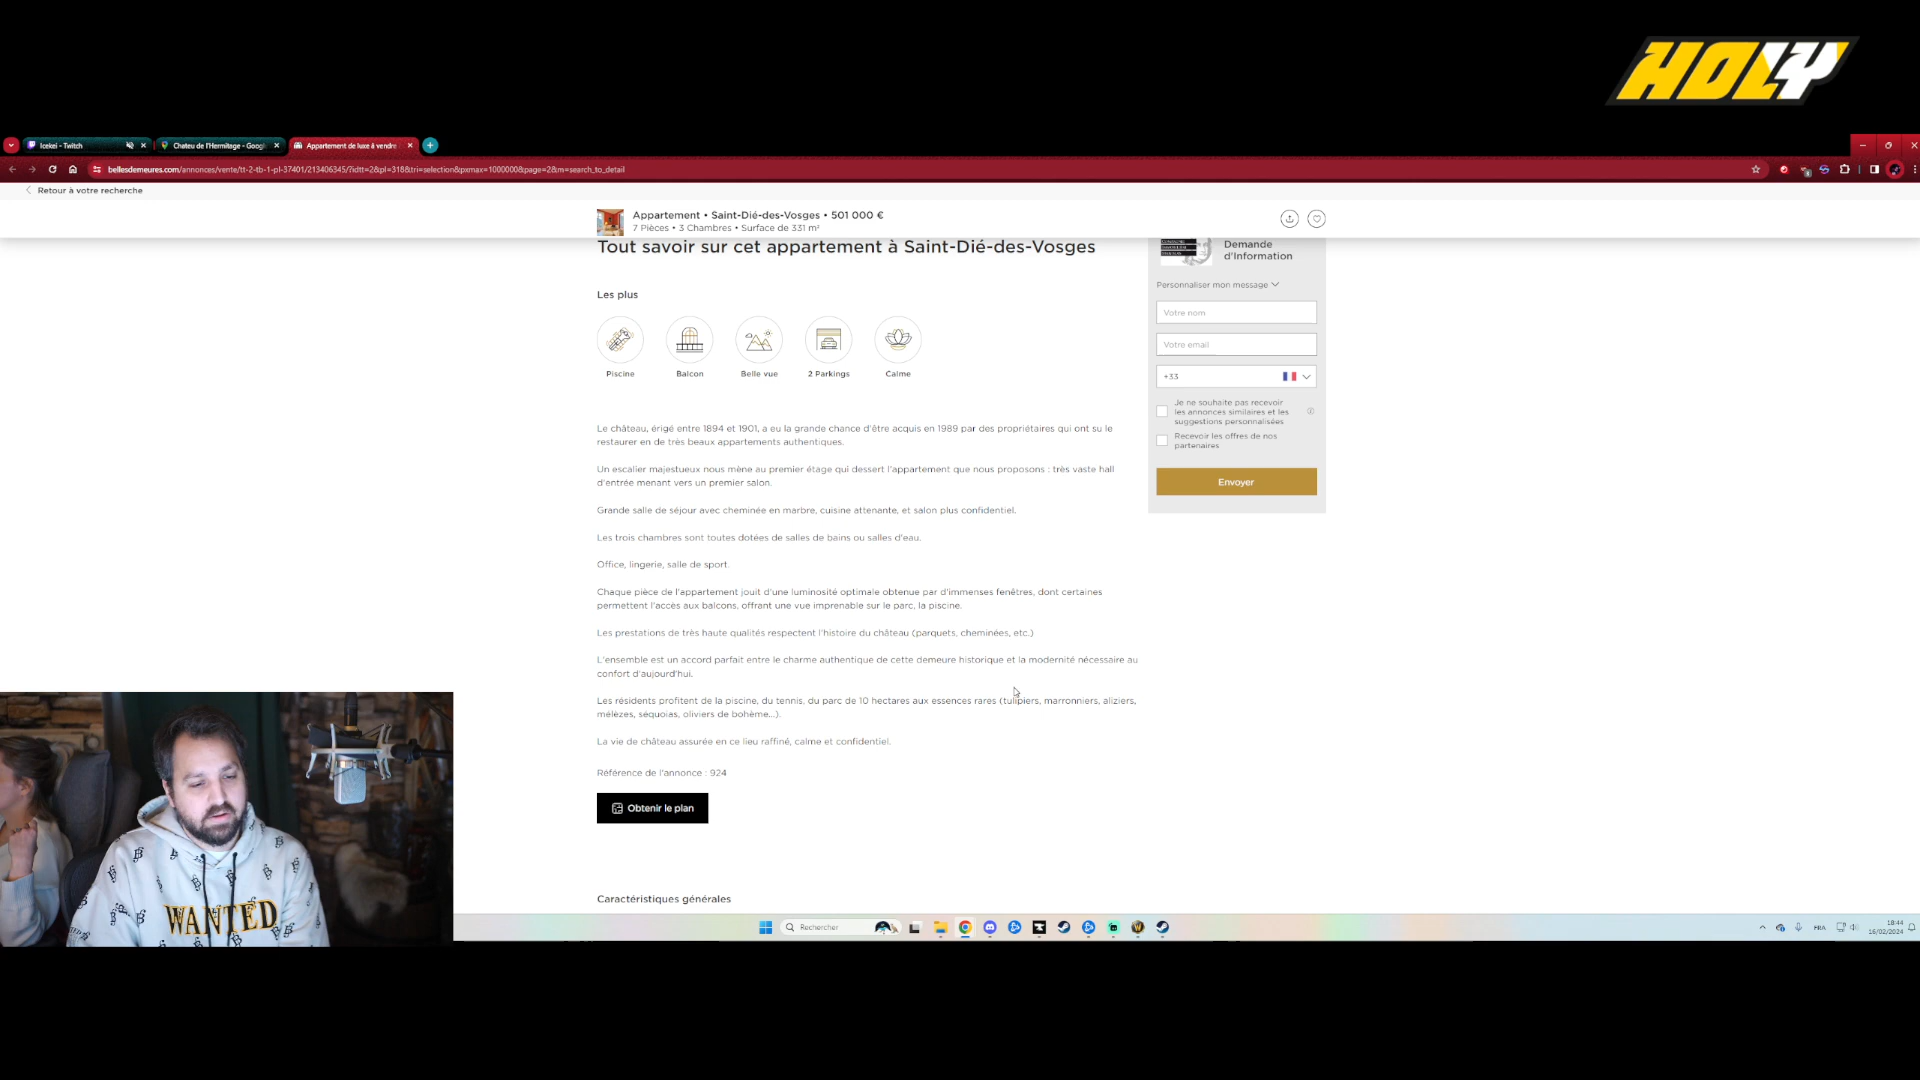 HOLY
Icekei - Twitch
Chateu de l'Hermitage - Googl
Appartement de luxe à vendre
bellesdemeures.com/annonces/vente/tt-2-tb-1-pl-37401/213406345/?idtt=2&pl=318&tri=selection&pxmax=1000000&page=2&m=search_to_detail
Retour à votre recherche
Appartement • Saint-Dié-des-Vosges • 501 000 €
7 Pièces • 3 Chambres • Surface de 331 m²
Tout savoir sur cet appartement à Saint-Dié-des-Vosges
Les plus
Piscine
Balcon
Belle vue
2 Parkings
Calme
Le château, érigé entre 1894 et 1901, a eu la grande chance d'être acquis en 1989 par des propriétaires qui ont su le
restaurer en de très beaux appartements authentiques.
Un escalier majestueux nous mène au premier étage qui dessert l'appartement que nous proposons : très vaste hall
d'entrée menant vers un premier salon.
Grande salle de séjour avec cheminée en marbre, cuisine attenante, et salon plus confidentiel.
Les trois chambres sont toutes dotées de salles de bains ou salles d'eau.
Office, lingerie, salle de sport.
Chaque pièce de l'appartement jouit d'une luminosité optimale obtenue par d'immenses fenêtres, dont certaines
permettent l'accès aux balcons, offrant une vue imprenable sur le parc, la piscine.
Les prestations de très haute qualités respectent l'histoire du château (parquets, cheminées, etc.)
L'ensemble est un accord parfait entre le charme authentique de cette demeure historique et la modernité nécessaire au
confort d'aujourd'hui.
Les résidents profitent de la piscine, du tennis, du parc de 10 hectares aux essences rares (tulipiers, marronniers, aliziers,
mélèzes, séquoias, oliviers de bohème...).
La vie de château assurée en ce lieu raffiné, calme et confidentiel.
Référence de l'annonce : 924
Obtenir le plan
Caractéristiques générales
Demande
d'Information
Personnaliser mon message
Votre nom
Votre email
+33
Je ne souhaite pas recevoir
les annonces similaires et les
suggestions personnalisées
Recevoir les offres de nos
partenaires
Envoyer
WANTED
Rechercher
FRA
18:44
16/02/2024